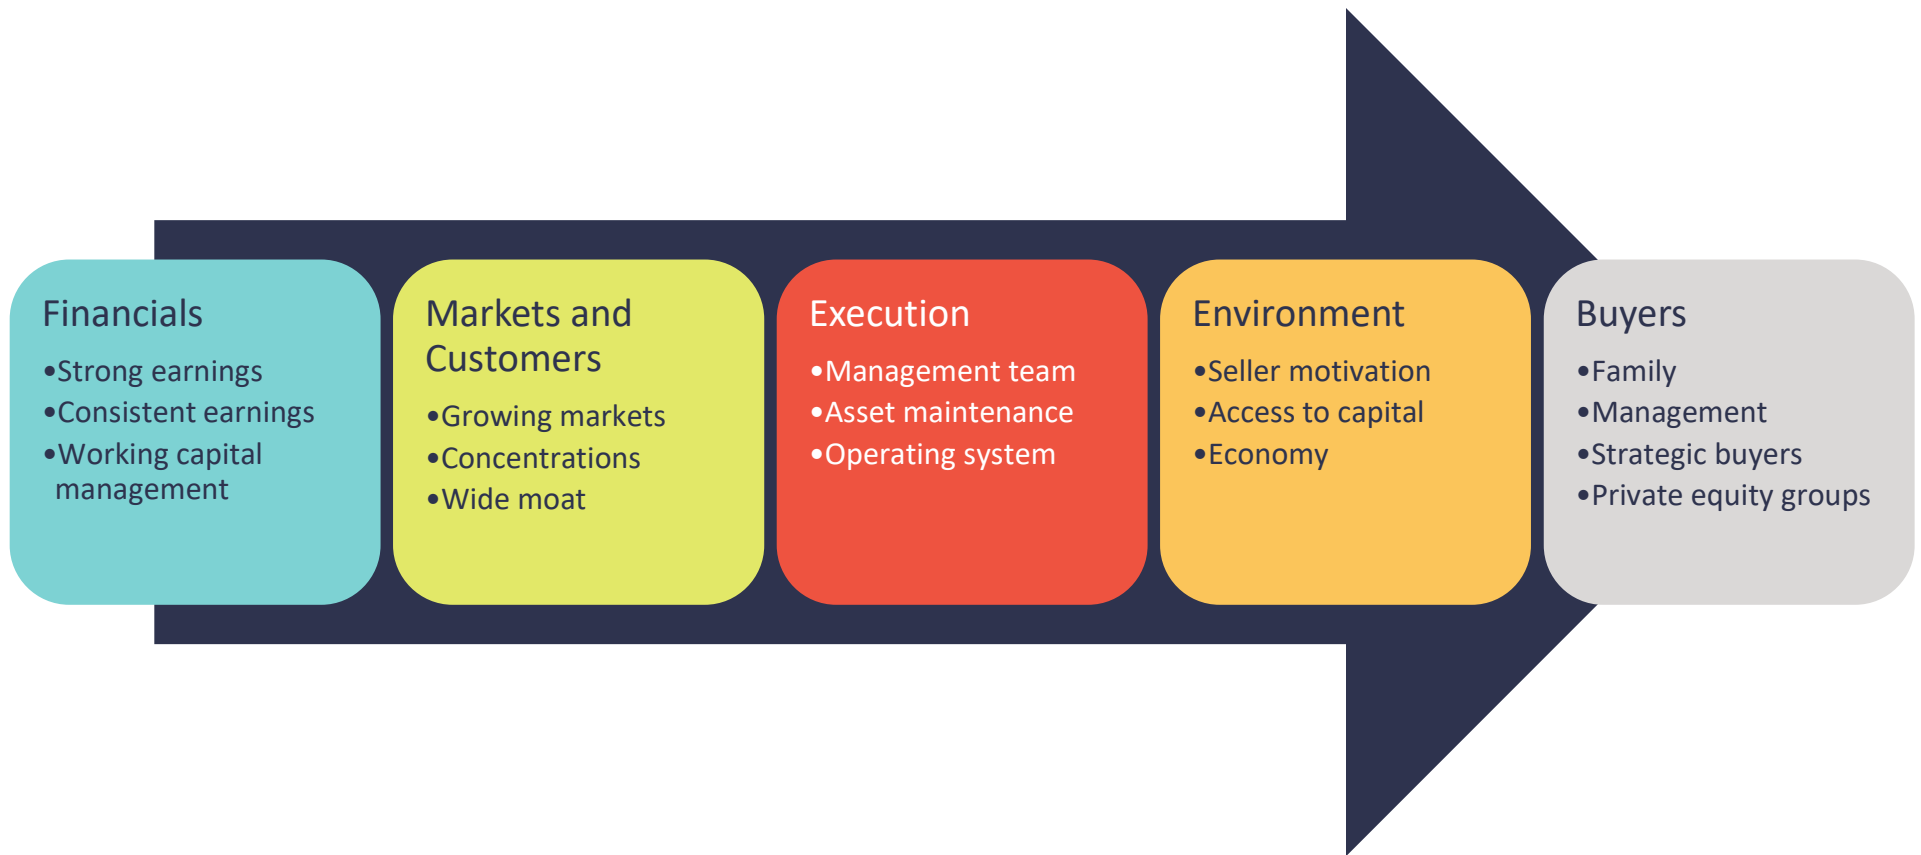 Financials
•Strong earnings
•Consistent earnings
•Working capital
management
Markets and
Customers
•Growing markets
•Concentrations
•Wide moat
Execution
•Management team
•Asset maintenance
•Operating system
Environment
•Seller motivation
•Access to capital
•Economy
Buyers
•Family
•Management
•Strategic buyers
•Private equity groups